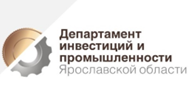 Департамент
инвестиций и
промышленности
Ярославской области